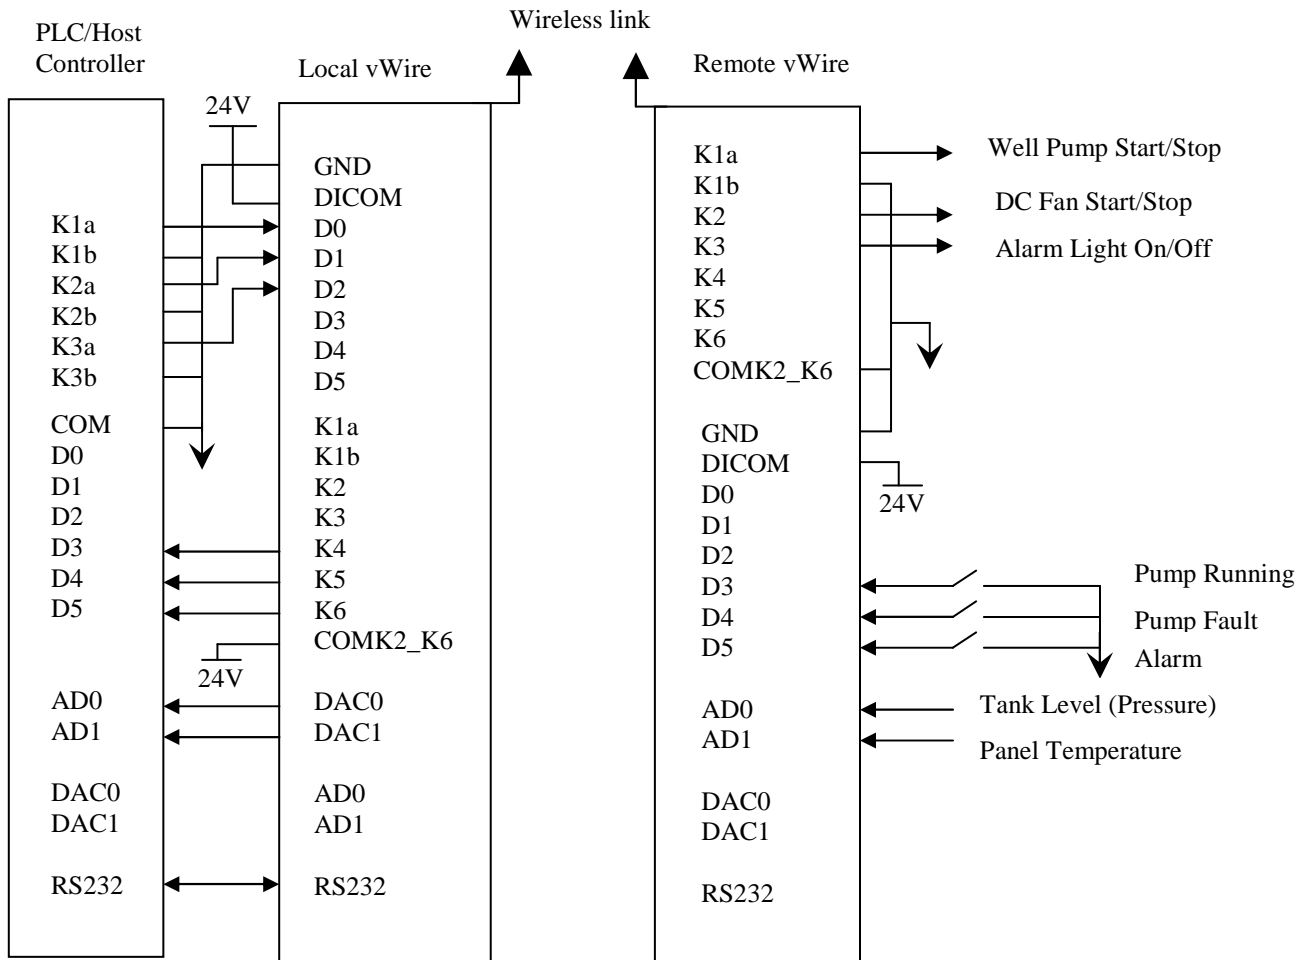 Wireless link
PLC/Host
Controller
Local vWire
Remote vWire
24V
K1a
K1b
K2a
K2b
K3a
K3b
COM
D0
D1
D2
D3
D4
D5
AD0
AD1
DAC0
DAC1
RS232
GND
DICOM
D0
D1
D2
D3
D4
D5
K1a
K1b
K2
K3
K4
K5
K6
COMK2_K6
24V
DAC0
DAC1
AD0
AD1
RS232
K1a
K1b
K2
K3
K4
K5
K6
COMK2_K6
GND
DICOM
24V
D0
D1
D2
D3
D4
D5
AD0
AD1
DAC0
DAC1
RS232
Well Pump Start/Stop
DC Fan Start/Stop
Alarm Light On/Off
Pump Running
Pump Fault
Alarm
Tank Level (Pressure)
Panel Temperature